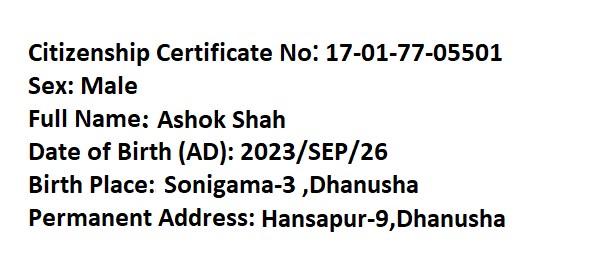 Citizenship Certificate No: 17-01-77-05501
Sex: Male
Full Name: Ashok Shah
Date of Birth (AD): 2023/SEP/26
Birth Place: Sonigama-3 ,Dhanusha
Permanent Address: Hansapur-9,Dhanusha